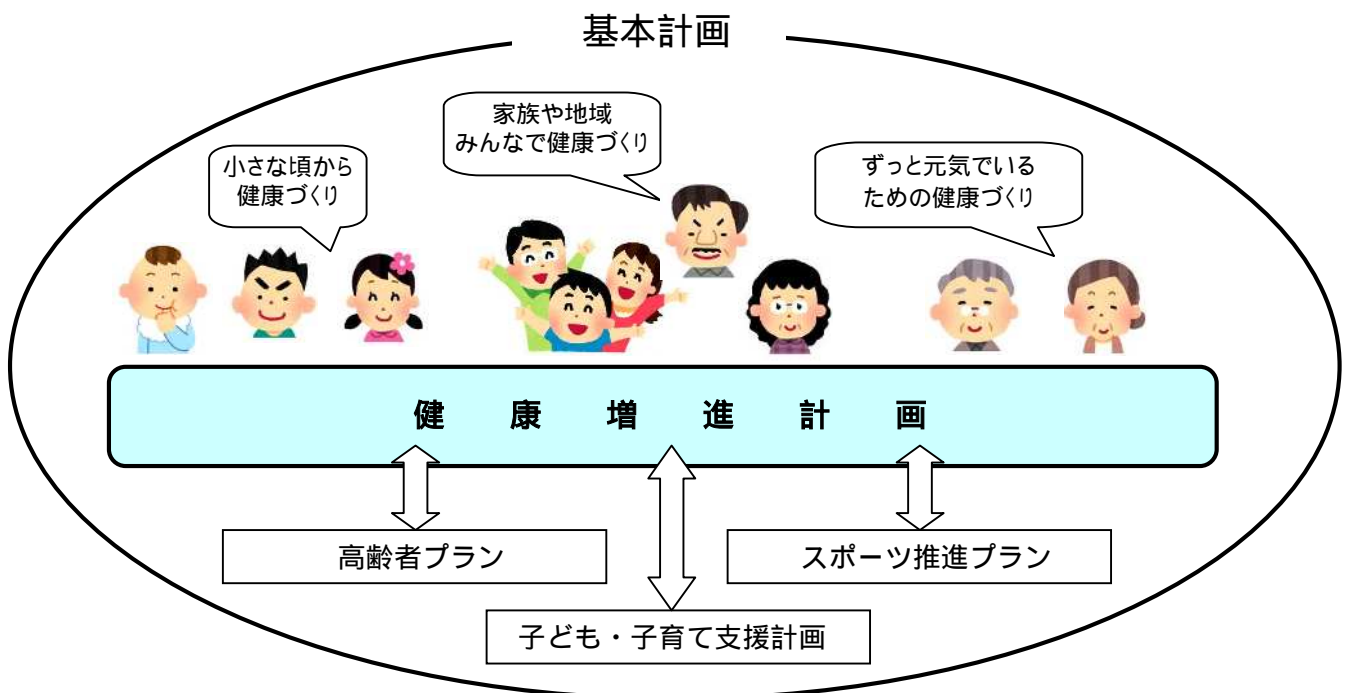 基本計画
家族や地域
みんなで健康づくり
小さな頃から
健康づくり
ずっと元気でいる
ための健康づくり
健康増進計画
高齢者プラン
スポーツ推進プラン
子ども・子育て支援計画